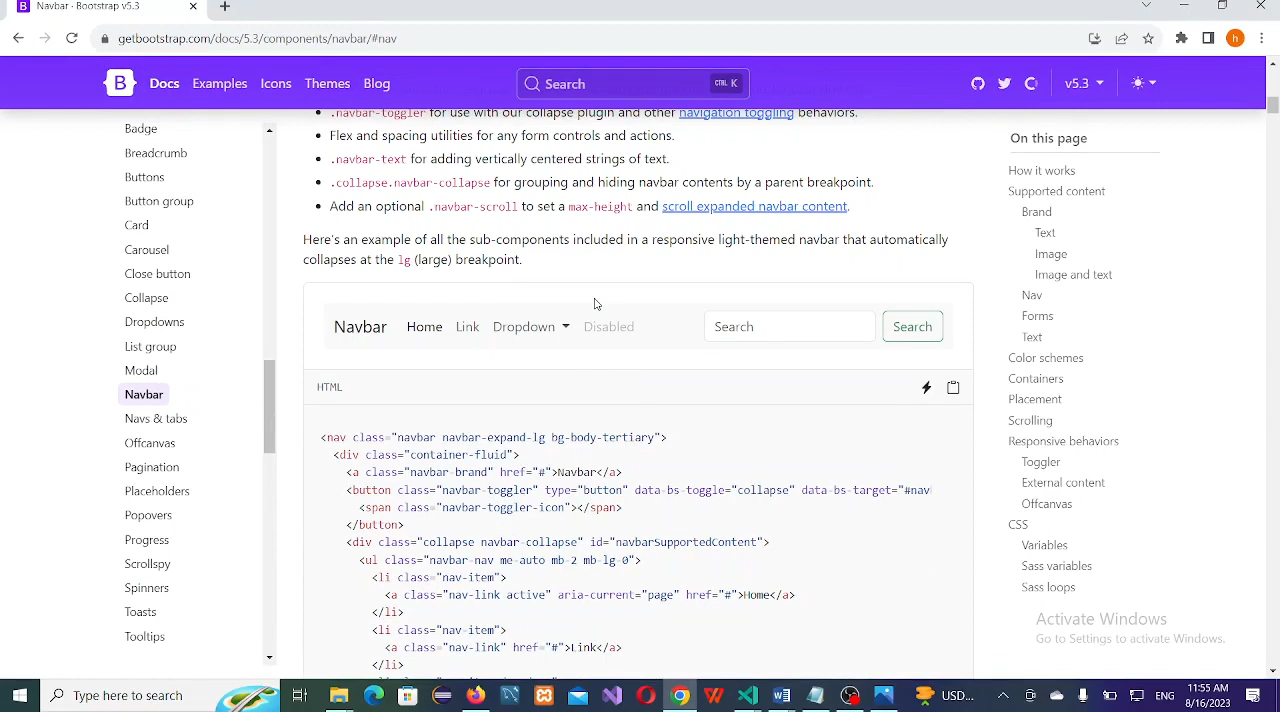 Navbar · Bootstrap v5.3
getbootstrap.com/docs/5.3/components/navbar/#nav
h
B Docs Examples Icons Themes Blog Search CTRL K v5.3
Badge
Breadcrumb
Buttons
Button group
Card
Carousel
Close button
Collapse
Dropdowns
List group
Modal
Navbar
Navs & tabs
Offcanvas
Pagination
Placeholders
Popovers
Progress
Scrollspy
Spinners
Toasts
Tooltips
.navbar-toggler for use with our collapse plugin and other navigation toggling behaviors.
Flex and spacing utilities for any form controls and actions.
.navbar-text for adding vertically centered strings of text.
.collapse.navbar-collapse for grouping and hiding navbar contents by a parent breakpoint.
Add an optional .navbar-scroll to set a max-height and scroll expanded navbar content.
Here's an example of all the sub-components included in a responsive light-themed navbar that automatically
collapses at the lg (large) breakpoint.
Navbar Home Link Dropdown Disabled Search Search
HTML
<nav class="navbar navbar-expand-lg bg-body-tertiary">
<div class="container-fluid">
<a class="navbar-brand" href="#">Navbar</a>
<button class="navbar-toggler" type="button" data-bs-toggle="collapse" data-bs-target="#nav
<span class="navbar-toggler-icon"></span>
</button>
<div class="collapse navbar-collapse" id="navbarSupportedContent">
<ul class="navbar-nav me-auto mb-2 mb-lg-0">
<li class="nav-item">
<a class="nav-link active" aria-current="page" href="#">Home</a>
</li>
<li class="nav-item">
<a class="nav-link" href="#">Link</a>
</li>
On this page
How it works
Supported content
Brand
Text
Image
Image and text
Nav
Forms
Text
Color schemes
Containers
Placement
Scrolling
Responsive behaviors
Toggler
External content
Offcanvas
CSS
Variables
Sass variables
Sass loops
Activate Windows
Go to Settings to activate Windows.
Type here to search
USD...
ENG
11:55 AM
8/16/2023